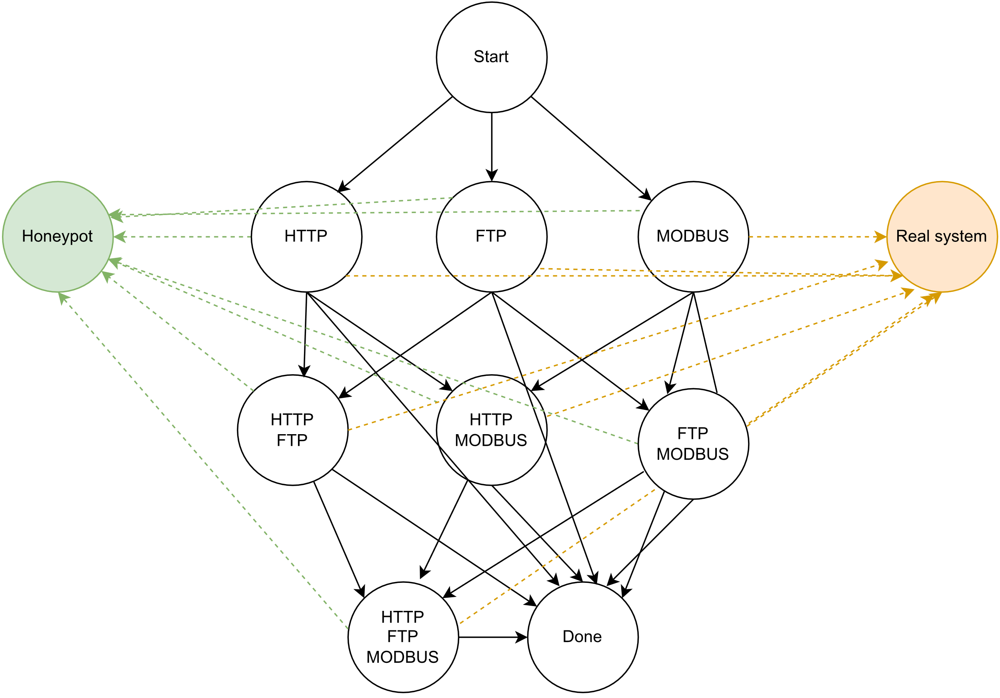 Start
Honeypot
HTTP
FTP
MODBUS
Real system
HTTP
FTP
HTTP
MODBUS
FTP
MODBUS
HTTP
FTP
MODBUS
Done